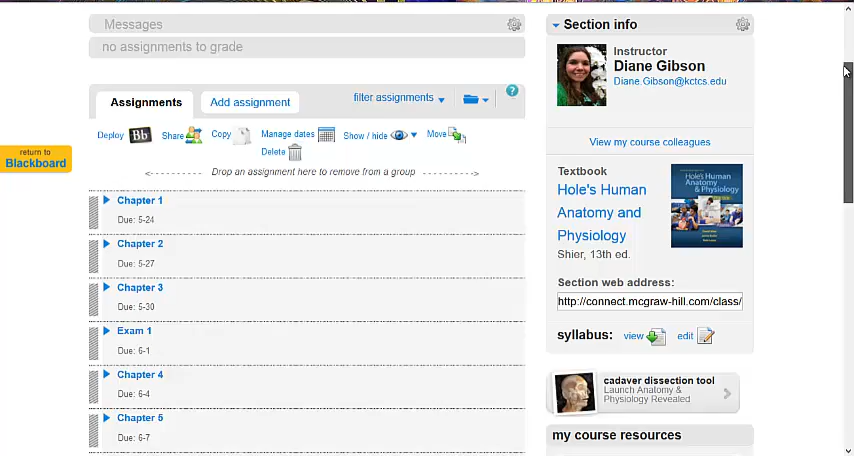 Messages
no assignments to grade
Assignments
Add assignment
filter assignments
?
Deploy Bb
Share
Copy
Manage dates
Show / hide
Move
Delete
<---------- Drop an assignment here to remove from a group ---------->
return to
Blackboard
Chapter 1
Due: 5-24
Chapter 2
Due: 5-27
Chapter 3
Due: 5-30
Exam 1
Due: 6-1
Chapter 4
Due: 6-4
Chapter 5
Due: 6-7
Section info
Instructor
Diane Gibson
Diane.Gibson@kctcs.edu
View my course colleagues
Textbook
Hole's Human
Anatomy and
Physiology
Shier, 13th ed.
Hole's Human
Anatomy & Physiology
Section web address:
http://connect.mcgraw-hill.com/class/
syllabus: view edit
cadaver dissection tool
Launch Anatomy &
Physiology Revealed
my course resources